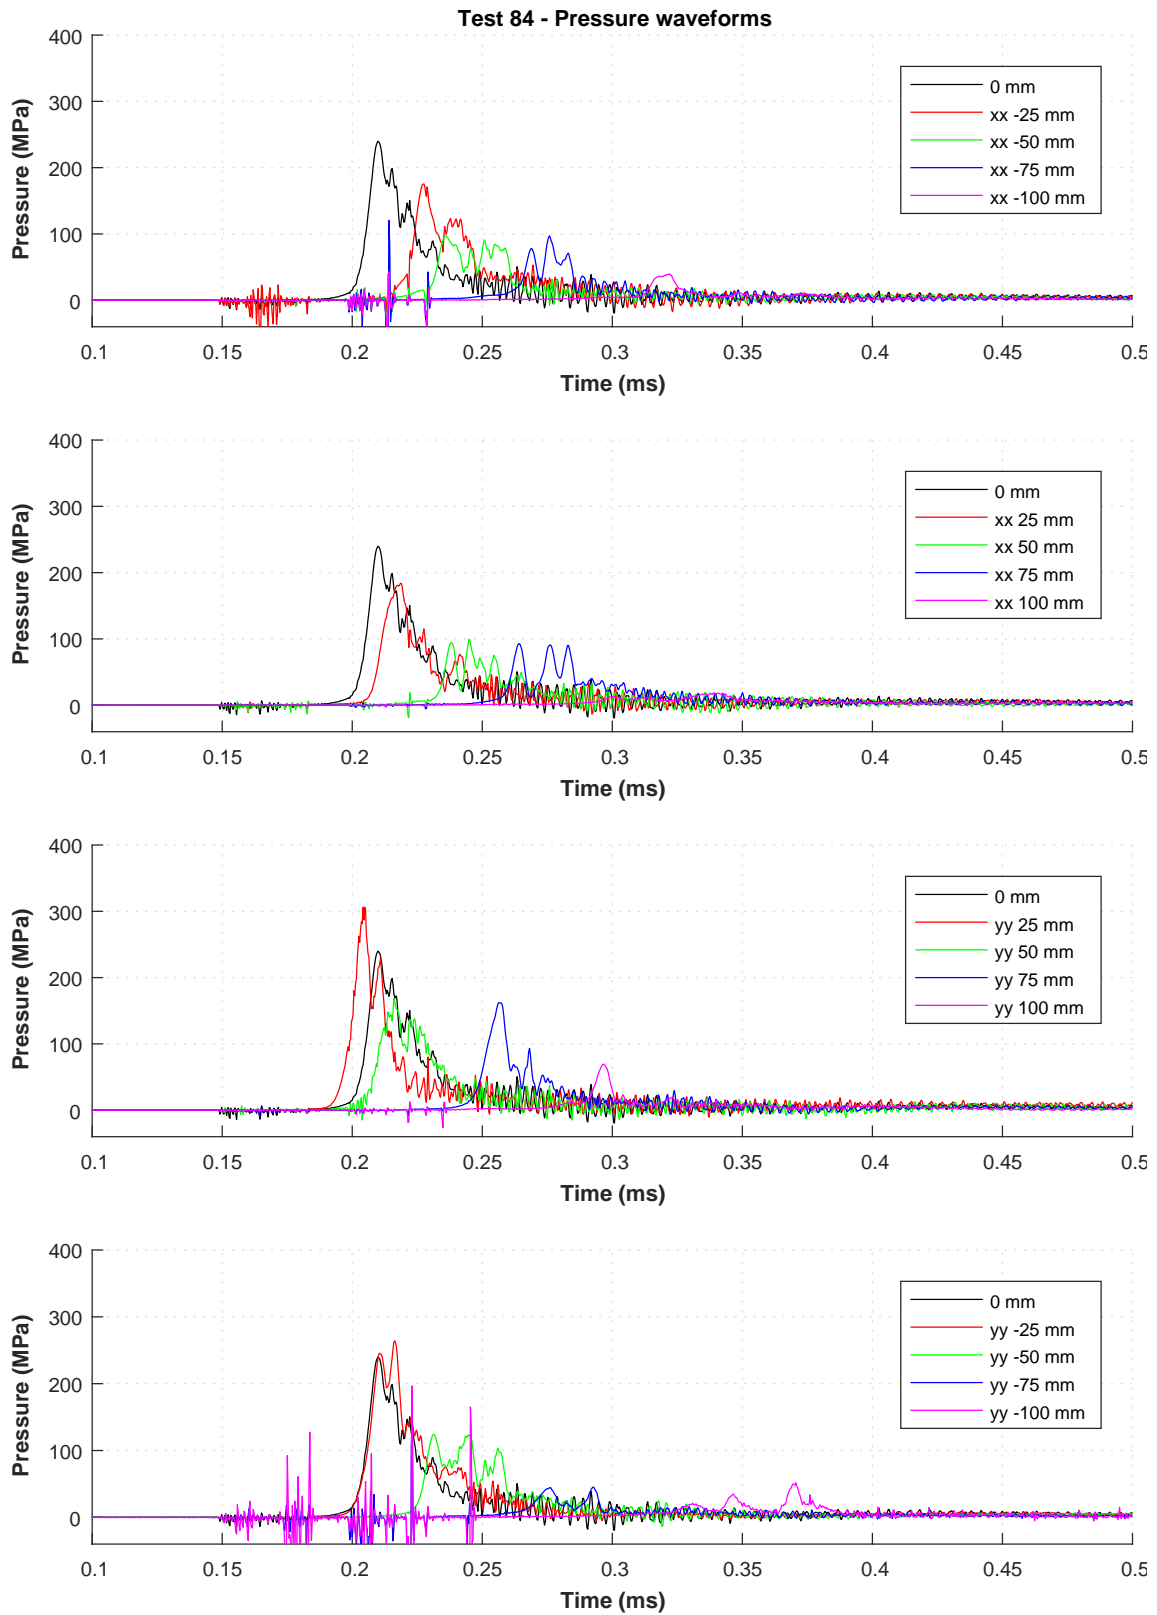 Test 84 - Pressure waveforms
400
300
200
100
0
Pressure (MPa)
0 mm
xx -25 mm
xx -50 mm
xx -75 mm
xx -100 mm
0.1 0.15 0.2 0.25 0.3 0.35 0.4 0.45 0.5
Time (ms)
400
300
200
100
0
Pressure (MPa)
0 mm
xx 25 mm
xx 50 mm
xx 75 mm
xx 100 mm
0.1 0.15 0.2 0.25 0.3 0.35 0.4 0.45 0.5
Time (ms)
400
300
200
100
0
Pressure (MPa)
0 mm
yy 25 mm
yy 50 mm
yy 75 mm
yy 100 mm
0.1 0.15 0.2 0.25 0.3 0.35 0.4 0.45 0.5
Time (ms)
400
300
200
100
0
Pressure (MPa)
0 mm
yy -25 mm
yy -50 mm
yy -75 mm
yy -100 mm
0.1 0.15 0.2 0.25 0.3 0.35 0.4 0.45 0.5
Time (ms)